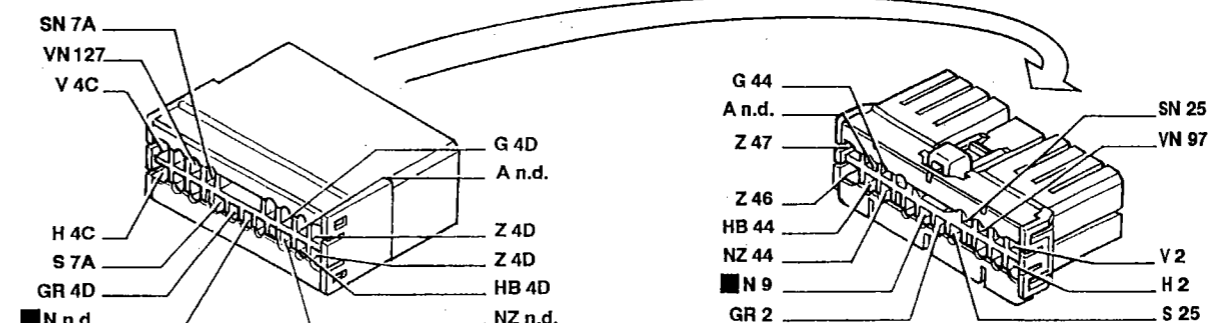 SN 7A
VN 127
V 4C
H 4C
S 7A
GR 4D
N n.d.
G 4D
A n.d.
Z 4D
Z 4D
HB 4D
NZ n.d.
G 44
A n.d.
Z 47
Z 46
HB 44
NZ 44
N 9
GR 2
SN 25
VN 97
V 2
H 2
S 25